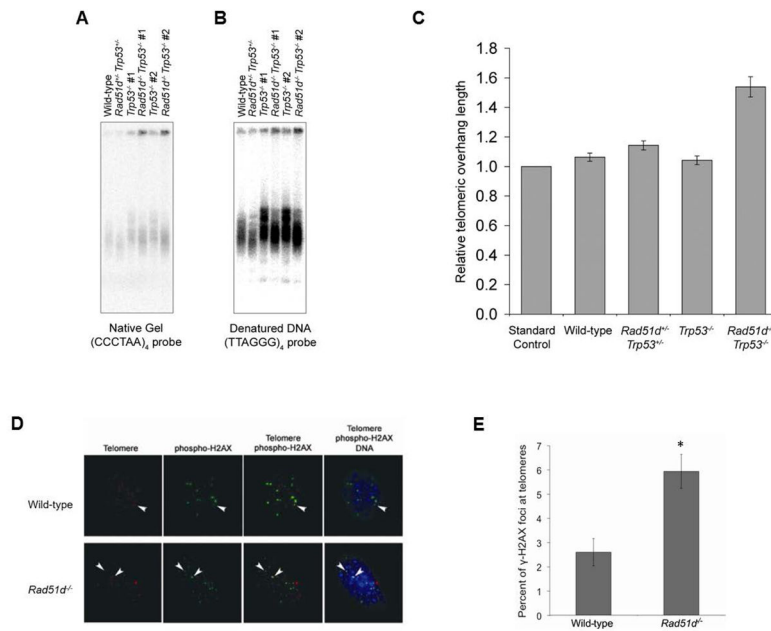 A
Wild-type
Rad51d+/- Trp53+/-
Trp53-/- #1
Rad51d-/- Trp53-/- #1
Trp53-/- #2
Rad51d-/- Trp53-/- #2
Native Gel
(CCCTAA)4 probe
B
Wild-type
Rad51d+/- Trp53+/-
Trp53-/- #1
Rad51d-/- Trp53-/- #1
Trp53-/- #2
Rad51d-/- Trp53-/- #2
Denatured DNA
(TTAGGG)4 probe
C
Relative telomeric overhang length
1.8
1.6
1.4
1.2
1.0
0.8
0.6
0.4
0.2
0.0
Standard
Control
Wild-type
Rad51d+/-
Trp53+/-
Trp53-/-
Rad51d-
Trp53-/-
D
Telomere
phospho-H2AX
Telomere
phospho-H2AX
Telomere
phospho-H2AX
DNA
Wild-type
Rad51d-/-
E
Percent of γ-H2AX foci at telomeres
7
6
5
4
3
2
1
0
*
Wild-type
Rad51d-/-